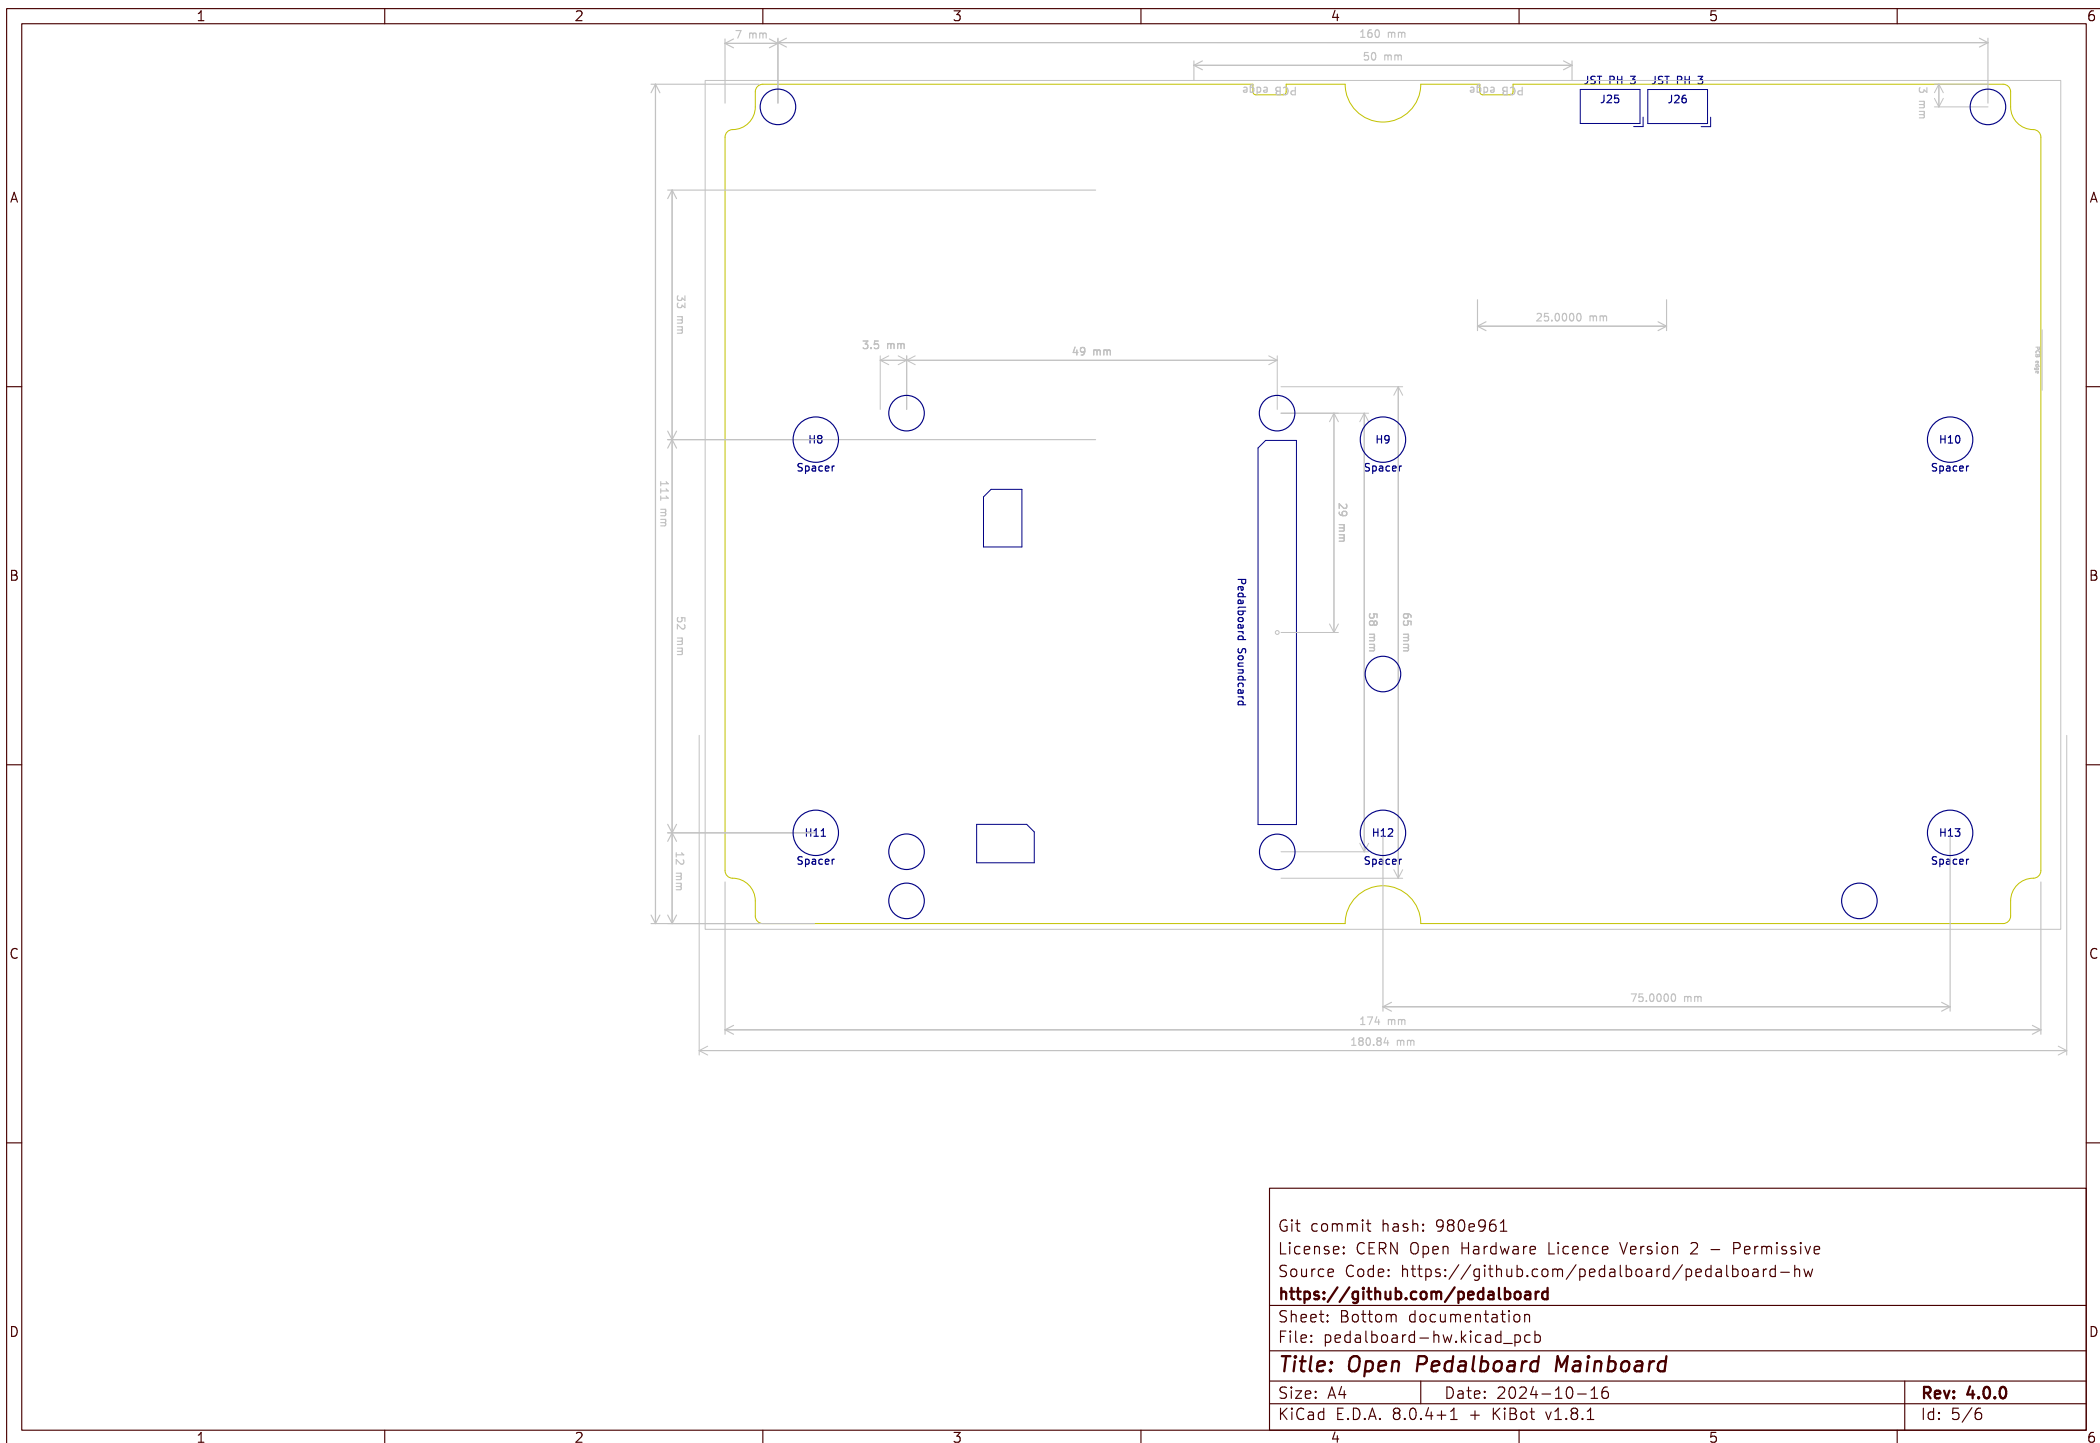 1 2 3 4 5 6
7 mm
160 mm
50 mm
JST PH 3 JST PH 3
PCB edge PCB edge
J25 J26
3 mm
A A
33 mm
25.0000 mm
3.5 mm
49 mm
PCB edge
H8 H9 H10
Spacer Spacer Spacer
111 mm
29 mm
B B
Pedalboard Soundcard
52 mm
58 mm
65 mm
H11 H12 H13
Spacer Spacer Spacer
12 mm
C C
75.0000 mm
174 mm
180.84 mm
Git commit hash: 980e961
License: CERN Open Hardware Licence Version 2 - Permissive
Source Code: https://github.com/pedalboard/pedalboard-hw
https://github.com/pedalboard
Sheet: Bottom documentation
File: pedalboard-hw.kicad_pcb
D D
Title: Open Pedalboard Mainboard
Size: A4 Date: 2024-10-16 Rev: 4.0.0
KiCad E.D.A. 8.0.4+1 + KiBot v1.8.1 Id: 5/6
1 2 3 4 5 6